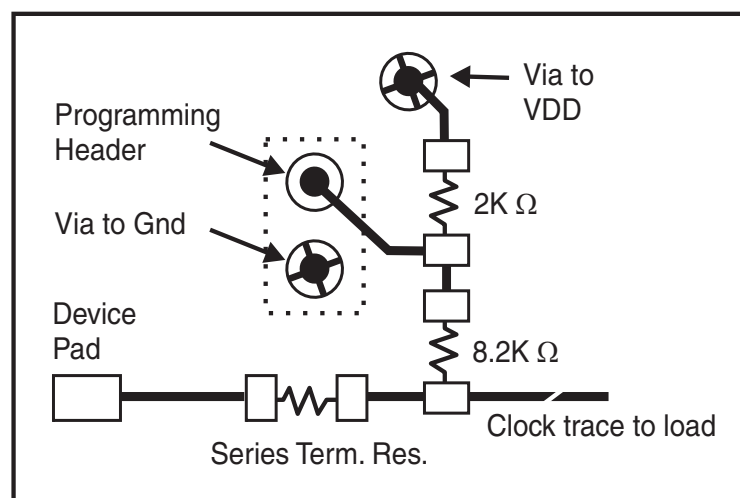 Via to
VDD
Programming
Header
2K Ω
Via to Gnd
Device
Pad
8.2K Ω
Clock trace to load
Series Term. Res.